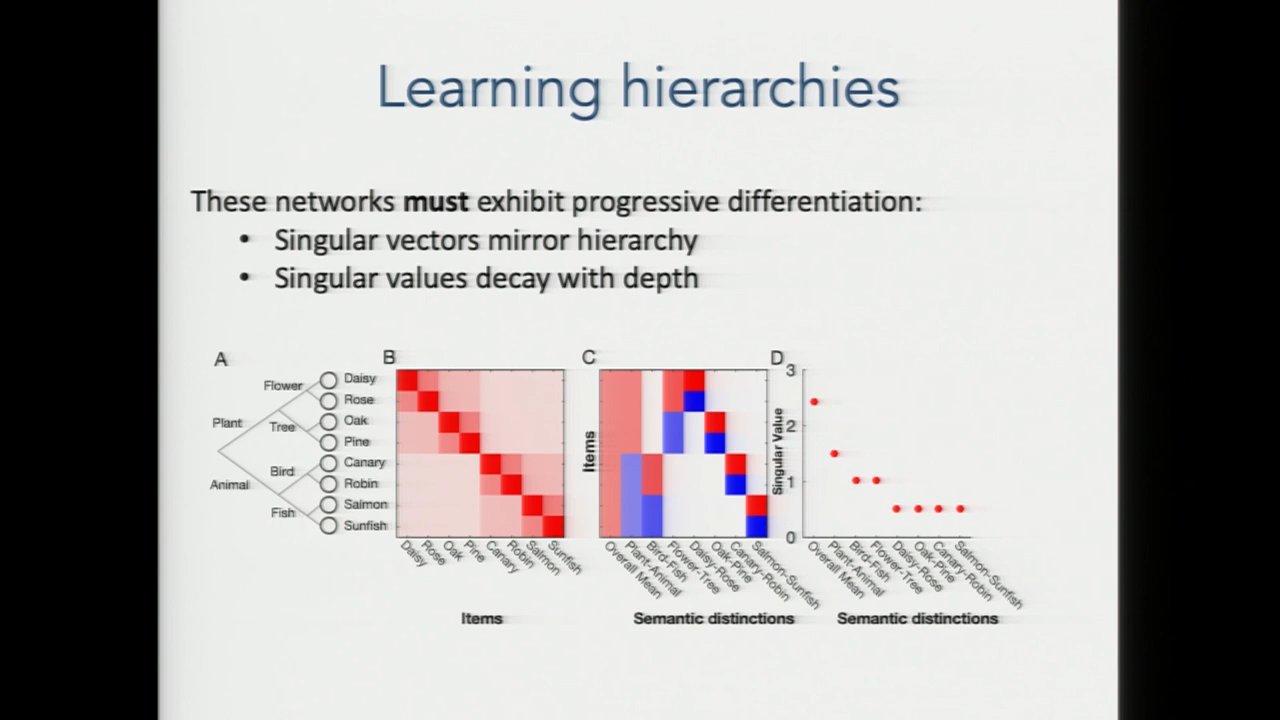 Learning hierarchies
These networks must exhibit progressive differentiation:
• Singular vectors mirror hierarchy
• Singular values decay with depth
A
Flower
Plant
Tree
Bird
Animal
Fish
Daisy
Rose
Oak
Pine
Canary
Robin
Salmon
Sunfish
B
Daisy
Rose
Oak
Pine
Canary
Robin
Salmon
Sunfish
Items
C
Items
Overall Mean
Plant-Animal
Bird-Fish
Flower-Tree
Daisy-Rose
Oak-Pine
Canary-Robin
Salmon-Sunfish
Semantic distinctions
D
Singular Value
3
2
1
0
Overall Mean
Plant-Animal
Bird-Fish
Flower-Tree
Daisy-Rose
Oak-Pine
Canary-Robin
Salmon-Sunfish
Semantic distinctions